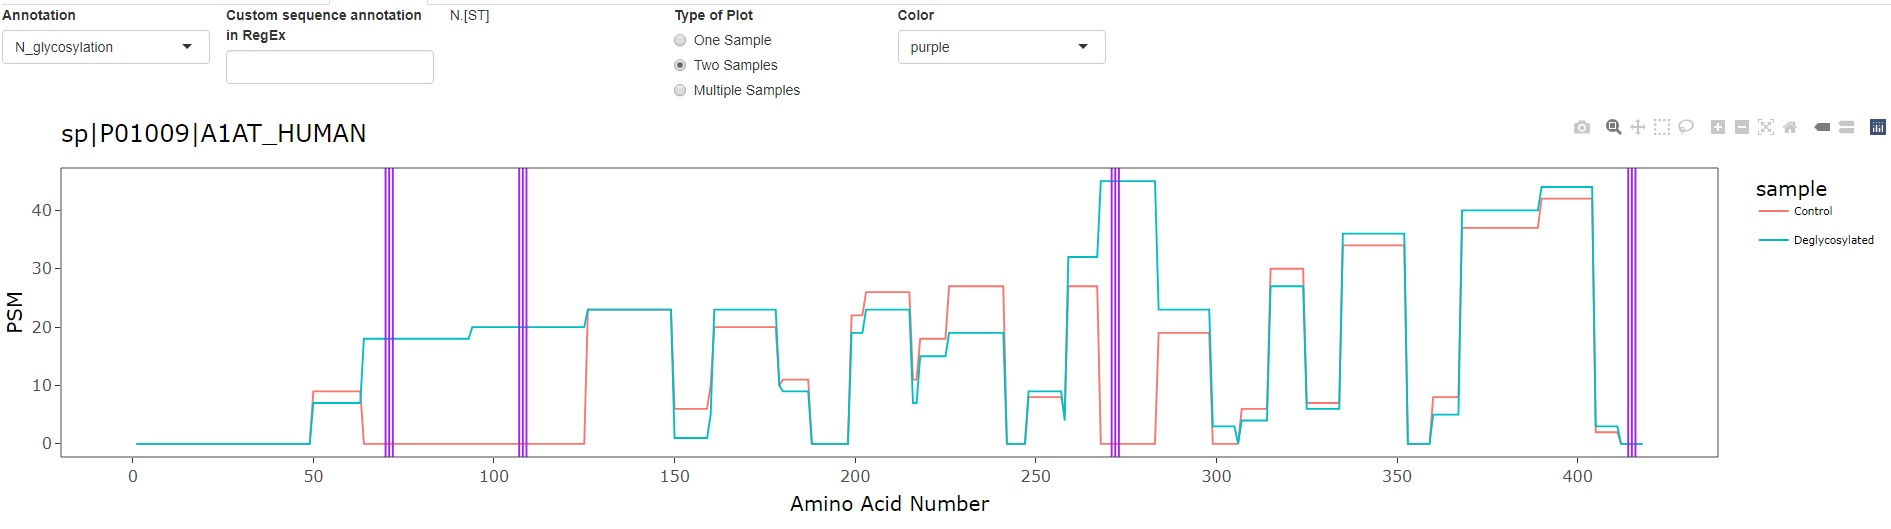 Annotation
Custom sequence annotation
in RegEx
N.[ST]
Type of Plot
Color
N_glycosylation
One Sample
Two Samples
Multiple Samples
purple
sp|P01009|A1AT_HUMAN
sample
Control
Deglycosylated
PSM
40
30
20
10
0
0 50 100 150 200 250 300 350 400
Amino Acid Number